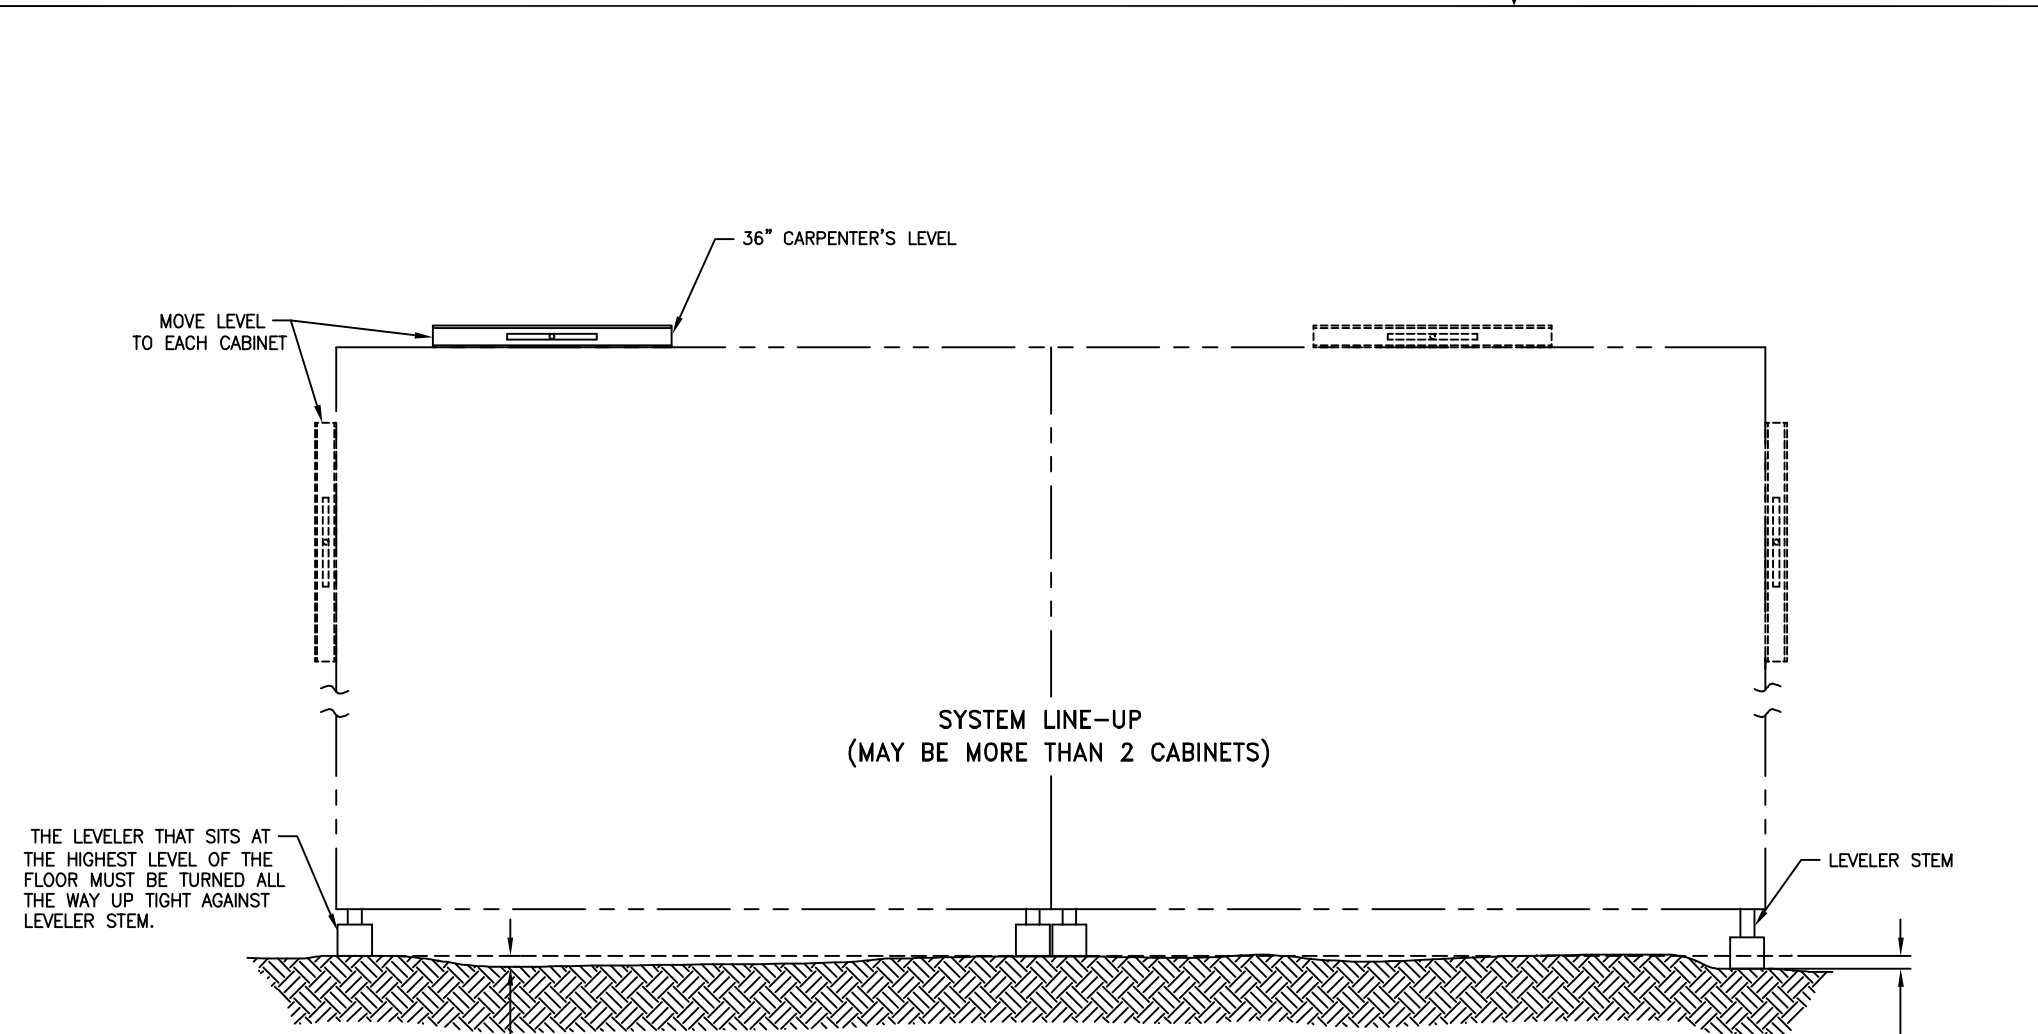 36" CARPENTER'S LEVEL
MOVE LEVEL
TO EACH CABINET
SYSTEM LINE-UP
(MAY BE MORE THAN 2 CABINETS)
THE LEVELER THAT SITS AT
THE HIGHEST LEVEL OF THE
FLOOR MUST BE TURNED ALL
THE WAY UP TIGHT AGAINST
LEVELER STEM.
LEVELER STEM